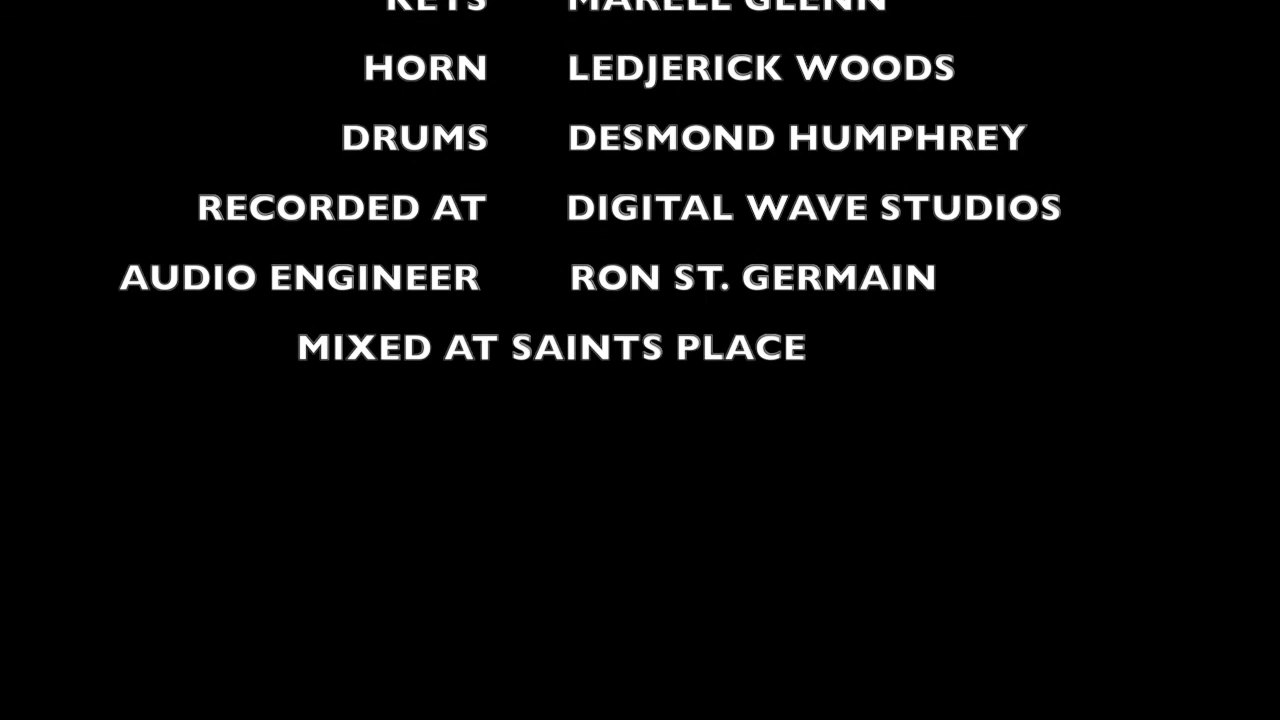 KEYS MARELL GLENN
HORN LEDJERICK WOODS
DRUMS DESMOND HUMPHREY
RECORDED AT DIGITAL WAVE STUDIOS
AUDIO ENGINEER RON ST. GERMAIN
MIXED AT SAINTS PLACE